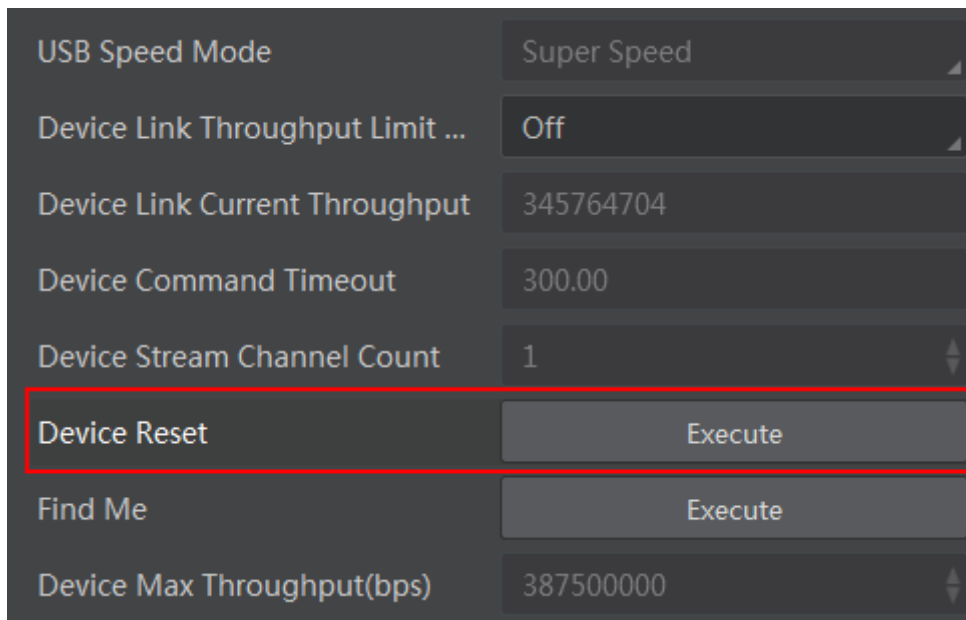 USB Speed Mode Super Speed
Device Link Throughput Limit ... Off
Device Link Current Throughput 345764704
Device Command Timeout 300.00
Device Stream Channel Count 1
Device Reset Execute
Find Me Execute
Device Max Throughput(bps) 387500000